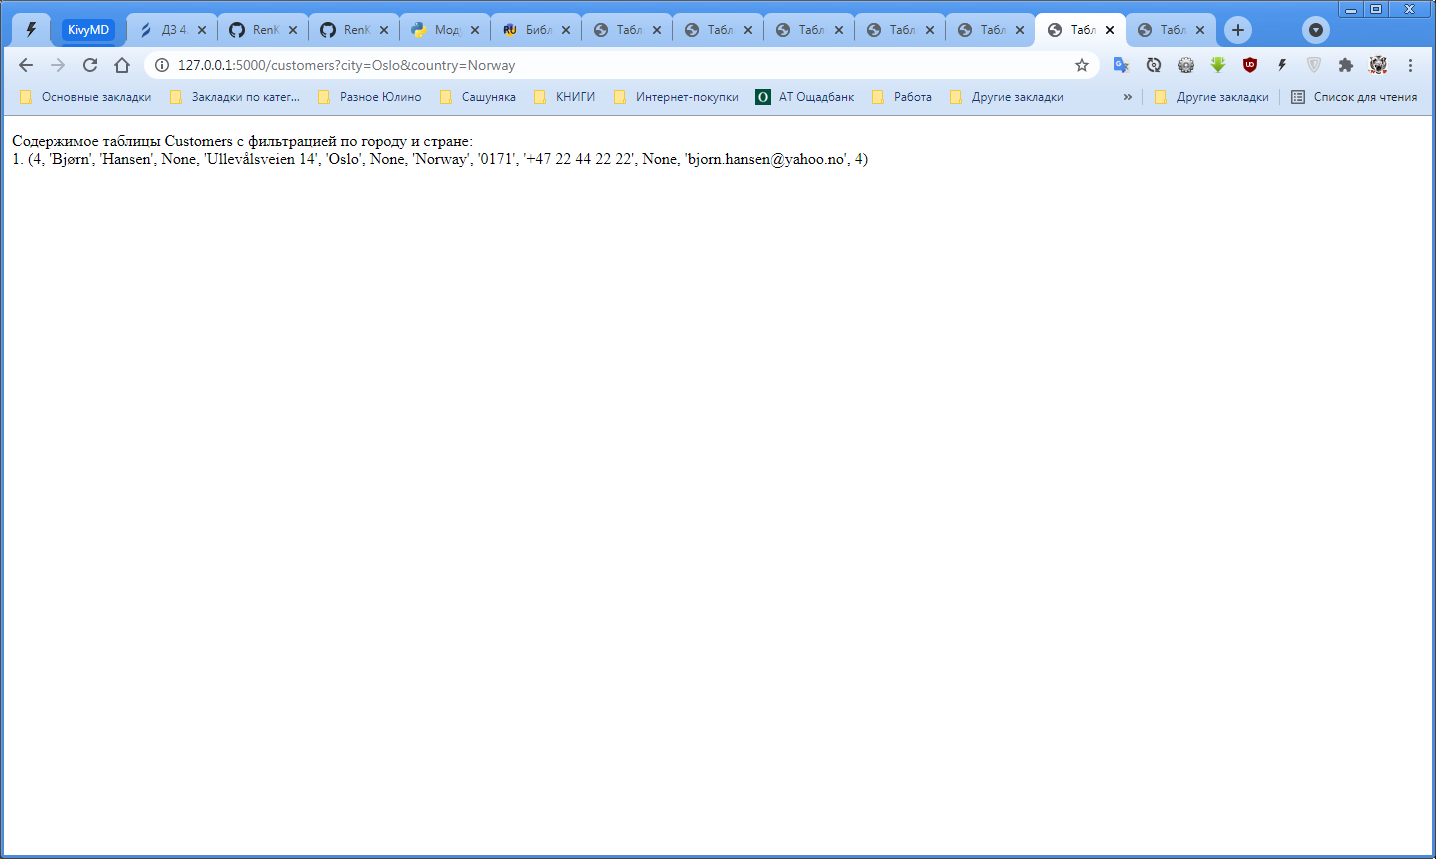 KivyMD ДЗ 4. RenK RenK Мод Библ Табл Табл Табл Табл Табл Табл Табл
127.0.0.1:5000/customers?city=Oslo&country=Norway
Основные закладки Закладки по катег... Разное Юлино Сашуняка КНИГИ Интернет-покупки АТ Ощадбанк Работа Другие закладки » Другие закладки Список для чтения
Содержимое таблицы Customers с фильтрацией по городу и стране:
1. (4, 'Bjørn', 'Hansen', None, 'Ullevålsveien 14', 'Oslo', None, 'Norway', '0171', '+47 22 44 22 22', None, 'bjorn.hansen@yahoo.no', 4)